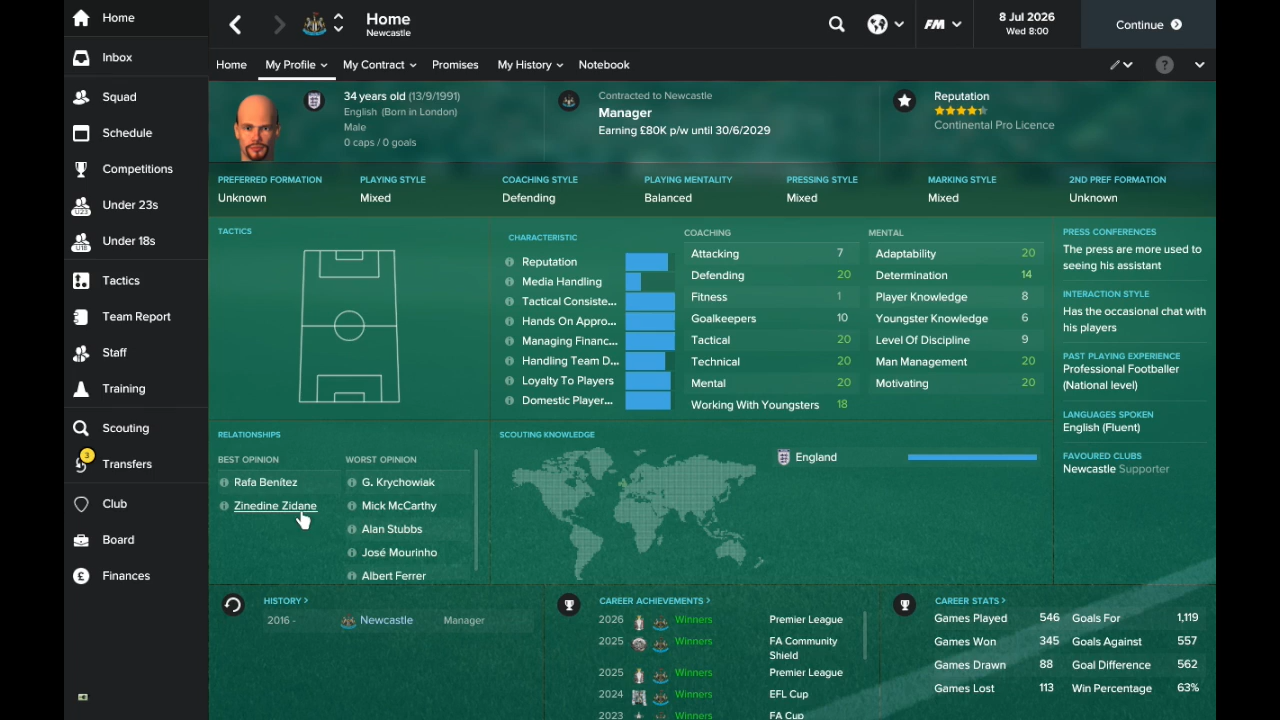 Home
Inbox
Squad
Schedule
Competitions
U23
Under 23s
U18
Under 18s
Tactics
Team Report
Staff
Training
Scouting
3
Transfers
Club
Board
£
Finances
Home
Newcastle
FM
8 Jul 2026
Wed 8:00
Continue
Home
My Profile
My Contract
Promises
My History
Notebook
?
34 years old (13/9/1991)
English (Born in London)
Male
0 caps / 0 goals
Contracted to Newcastle
Manager
Earning £80K p/w until 30/6/2029
Reputation
Continental Pro Licence
PREFERRED FORMATION
Unknown
PLAYING STYLE
Mixed
COACHING STYLE
Defending
PLAYING MENTALITY
Balanced
PRESSING STYLE
Mixed
MARKING STYLE
Mixed
2ND PREF FORMATION
Unknown
TACTICS
CHARACTERISTIC
Reputation
Media Handling
Tactical Consiste...
Hands On Appro...
Managing Financ...
Handling Team D...
Loyalty To Players
Domestic Player...
COACHING
Attacking 7
Defending 20
Fitness 1
Goalkeepers 10
Tactical 20
Technical 20
Mental 20
Working With Youngsters 18
MENTAL
Adaptability 20
Determination 14
Player Knowledge 8
Youngster Knowledge 6
Level Of Discipline 9
Man Management 20
Motivating 20
PRESS CONFERENCES
The press are more used to
seeing his assistant
INTERACTION STYLE
Has the occasional chat with
his players
PAST PLAYING EXPERIENCE
Professional Footballer
(National level)
LANGUAGES SPOKEN
English (Fluent)
FAVOURED CLUBS
Newcastle Supporter
RELATIONSHIPS
BEST OPINION
Rafa Benítez
Zinedine Zidane
WORST OPINION
G. Krychowiak
Mick McCarthy
Alan Stubbs
José Mourinho
Albert Ferrer
SCOUTING KNOWLEDGE
England
HISTORY >
2016 - Newcastle Manager
CAREER ACHIEVEMENTS >
2026 Winners Premier League
2025 Winners FA Community
Shield
2025 Winners Premier League
2024 Winners EFL Cup
2023 Winners FA Cup
CAREER STATS >
Games Played 546 Goals For 1,119
Games Won 345 Goals Against 557
Games Drawn 88 Goal Difference 562
Games Lost 113 Win Percentage 63%